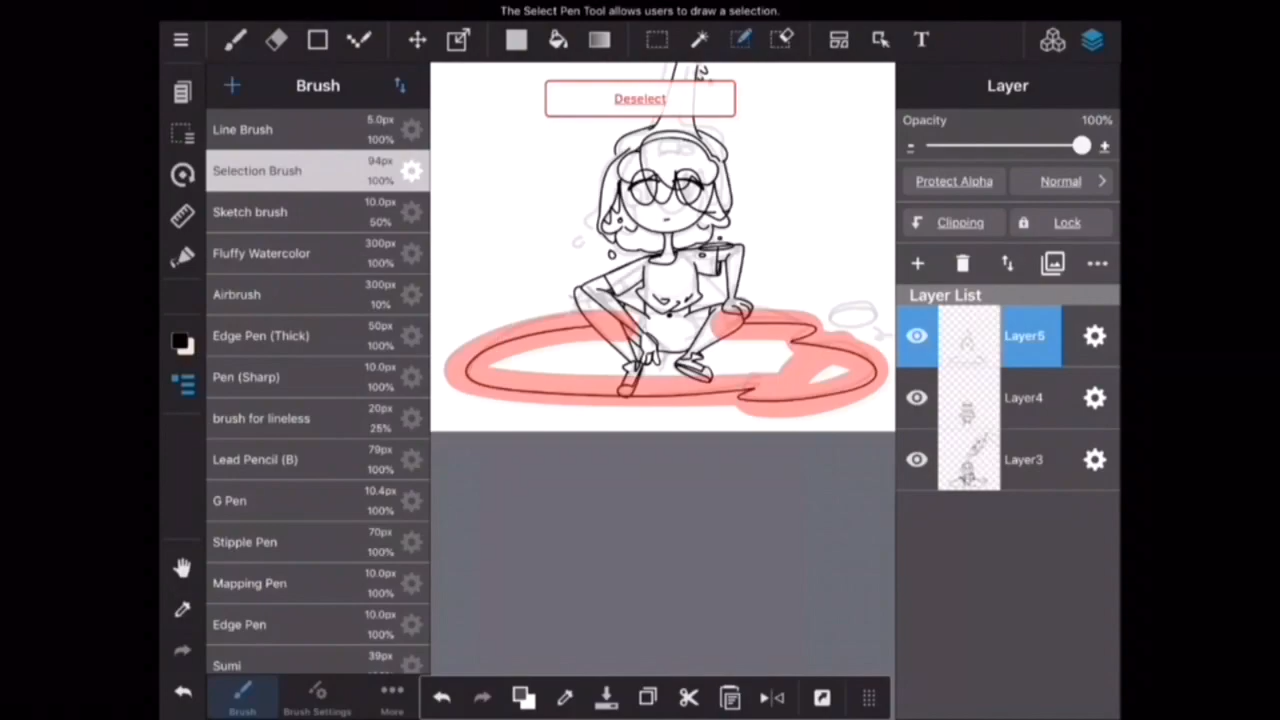 The Select Pen Tool allows users to draw a selection.
T
Brush
Line Brush
5.0px
100%
Selection Brush
94px
100%
Sketch brush
10.0px
50%
Fluffy Watercolor
300px
100%
Airbrush
300px
10%
Edge Pen (Thick)
50px
100%
Pen (Sharp)
10.0px
100%
brush for lineless
20px
25%
Lead Pencil (B)
79px
100%
G Pen
10.4px
100%
Stipple Pen
70px
100%
Mapping Pen
10.0px
100%
Edge Pen
10.0px
100%
Sumi
39px
Brush
Brush Settings
More
Deselect
Layer
Opacity
100%
Protect Alpha
Normal
Clipping
Lock
Layer List
Layer5
Layer4
Layer3